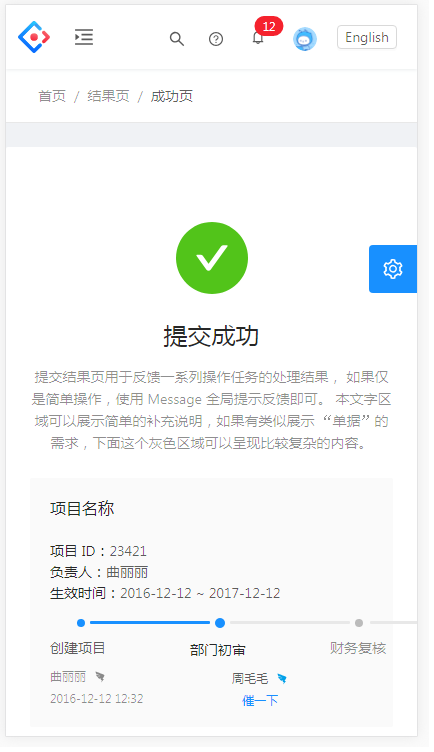 12
English
首页 / 结果页 / 成功页
提交成功
提交结果页用于反馈一系列操作任务的处理结果， 如果仅
是简单操作，使用 Message 全局提示反馈即可。 本文字区
域可以展示简单的补充说明，如果有类似展示 “单据” 的
需求，下面这个灰色区域可以呈现比较复杂的内容。
项目名称
项目 ID：23421
负责人：曲丽丽
生效时间：2016-12-12 ~ 2017-12-12
创建项目 部门初审 财务复核
曲丽丽 周毛毛
2016-12-12 12:32 催一下